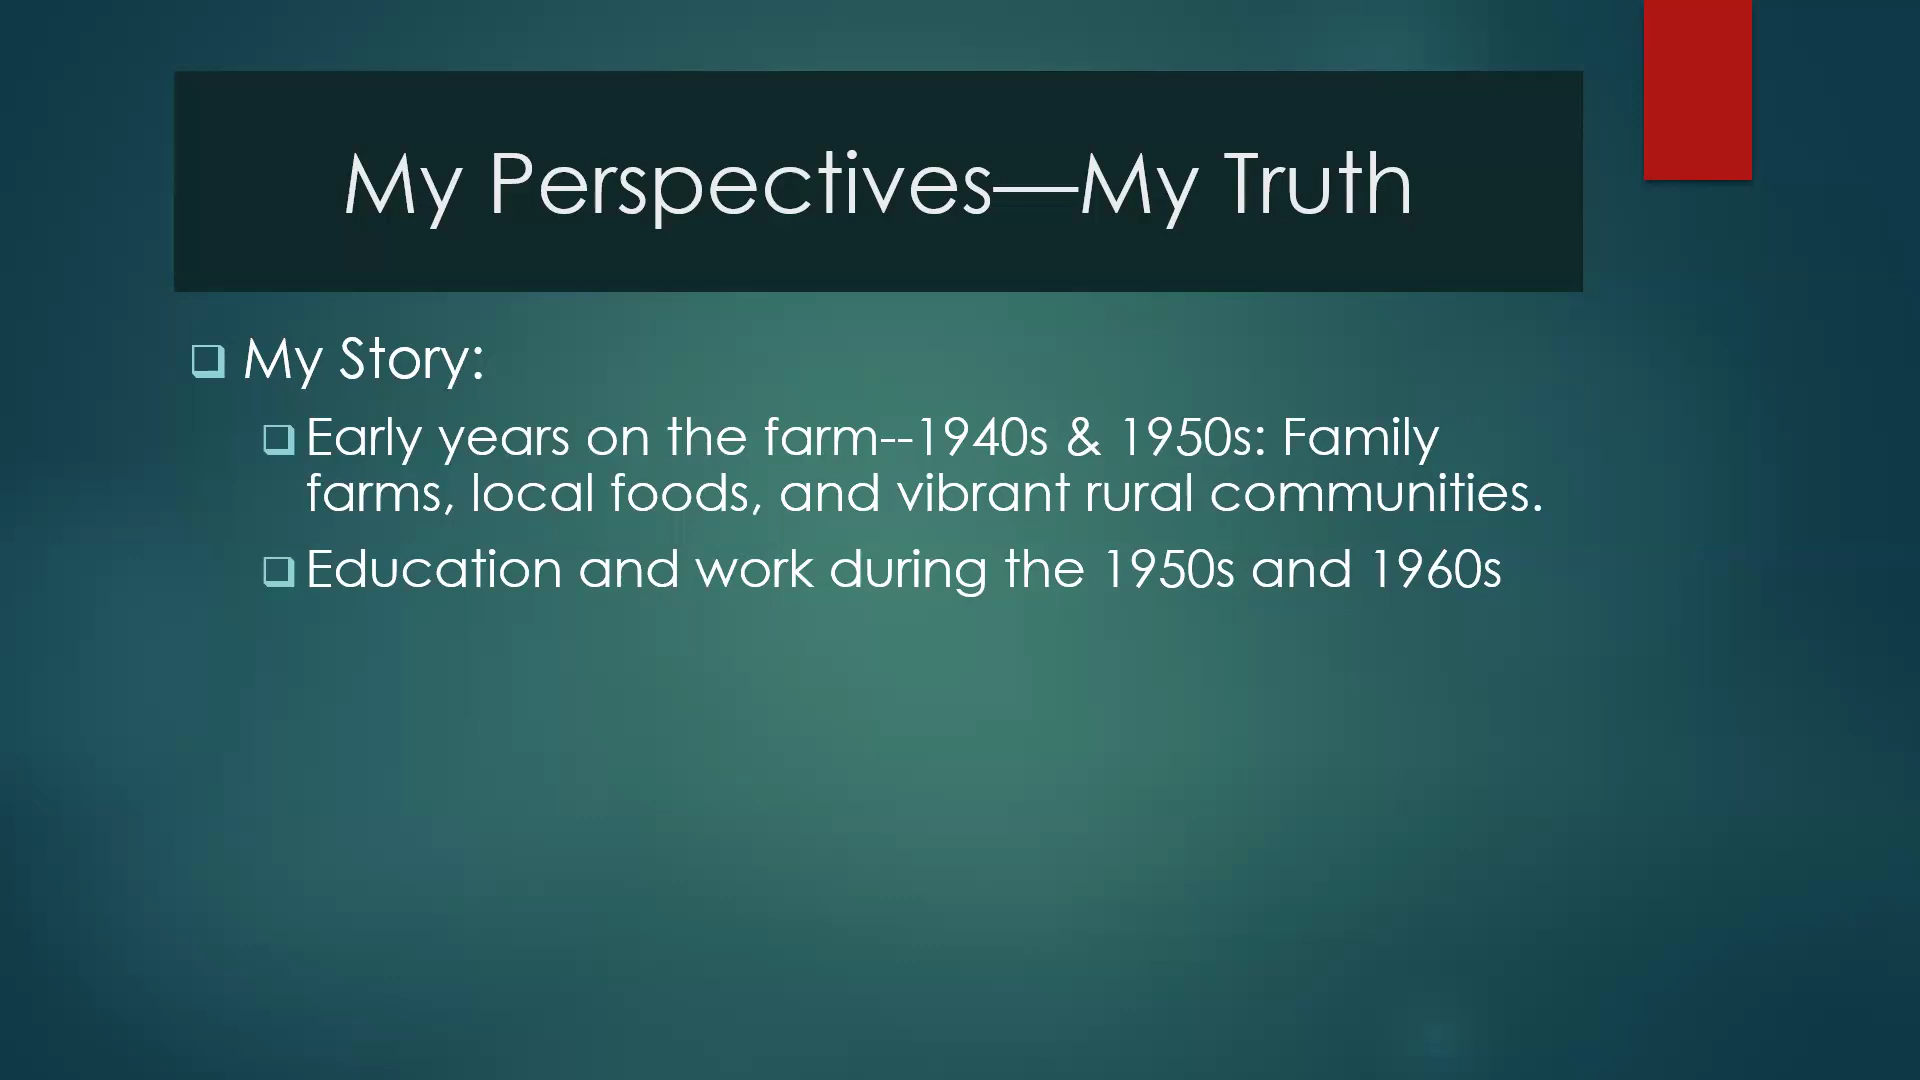 My Perspectives—My Truth
My Story:
Early years on the farm--1940s & 1950s: Family
farms, local foods, and vibrant rural communities.
Education and work during the 1950s and 1960s